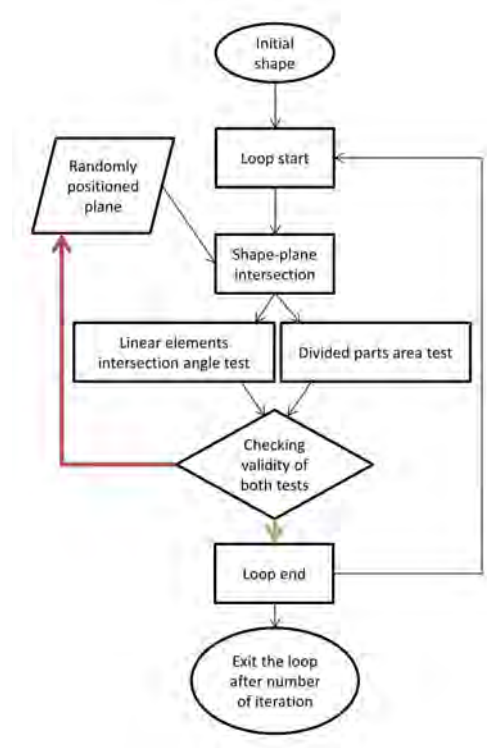 Initial
shape
Loop start
Randomly
positioned
plane
Shape-plane
intersection
Linear elements
intersection angle test
Divided parts area test
Checking
validity of
both tests
Loop end
Exit the loop
after number
of iteration